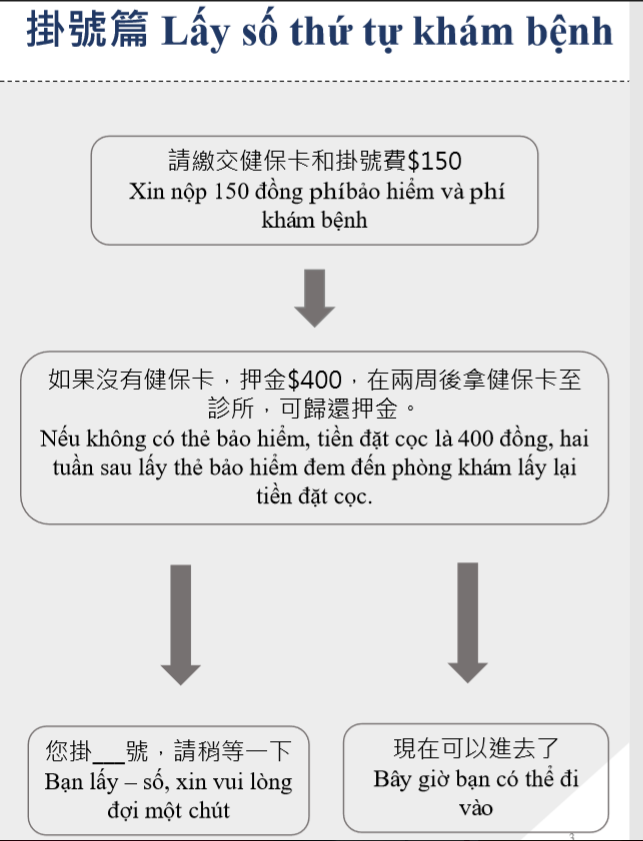 掛號篇 Lấy số thứ tự khám bệnh
請繳交健保卡和掛號費$150
Xin nộp 150 đồng phíbảo hiểm và phí
khám bệnh
如果沒有健保卡，押金$400，在兩周後拿健保卡至
診所，可歸還押金。
Nếu không có thẻ bảo hiểm, tiền đặt cọc là 400 đồng, hai
tuần sau lấy thẻ bảo hiểm đem đến phòng khám lấy lại
tiền đặt cọc.
您掛___號，請稍等一下
Bạn lấy – số, xin vui lòng
đợi một chút
現在可以進去了
Bây giờ bạn có thể đi
vào
3